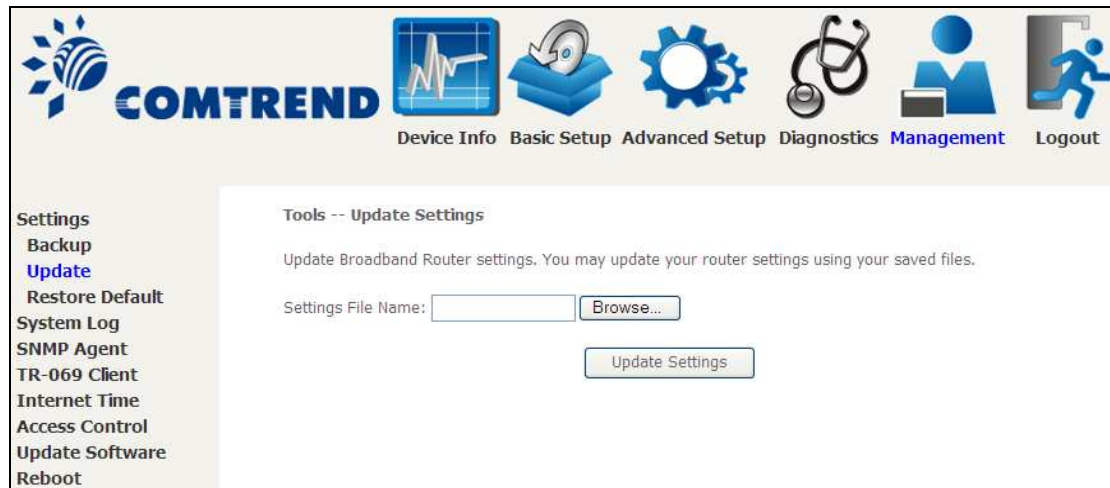 COMTREND
Device Info Basic Setup Advanced Setup Diagnostics Management Logout
Settings
Backup
Update
Restore Default
System Log
SNMP Agent
TR-069 Client
Internet Time
Access Control
Update Software
Reboot
Tools -- Update Settings
Update Broadband Router settings. You may update your router settings using your saved files.
Settings File Name: Browse...
Update Settings